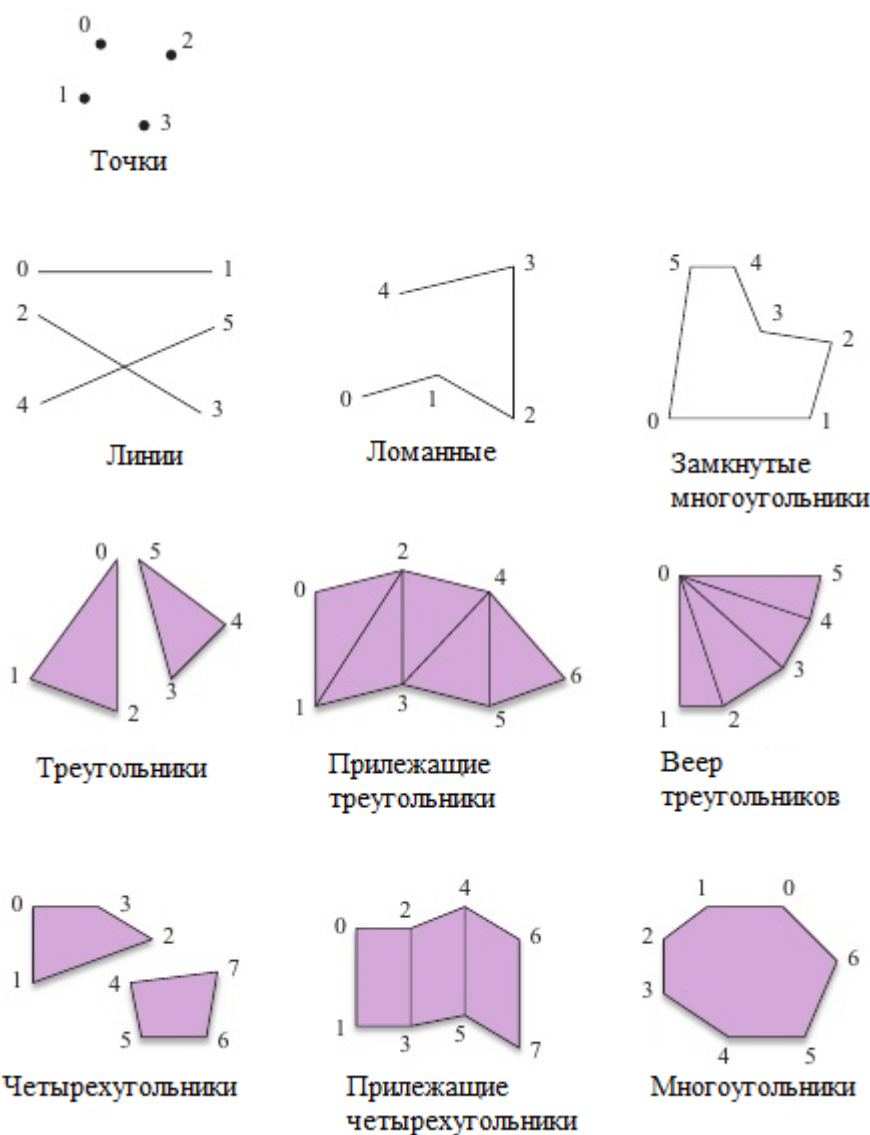 0 2
1 3
Точки
0 1
2 5
4 3
Линии
3
4
0 1 2
Ломанные
5 4
3
2
0 1
Замкнутые
многоугольники
0 5
4
1 3
2
Треугольники
2
0 4
6
1 3 5
Прилежащие
треугольники
0 5
4
3
1 2
Веер
треугольников
0 3
2
1 4 7
5 6
Четырехугольники
4
0 2
6
1 3 5
7
Прилежащие
четырехугольники
1 0
2
6
3
4 5
Многоугольники